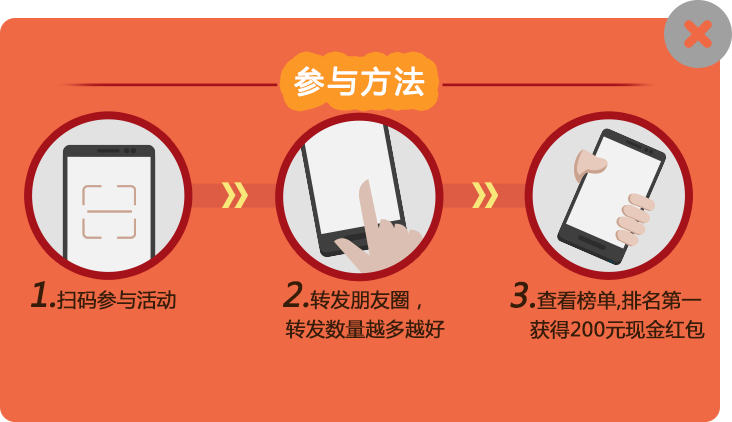 参与方法
1.扫码参与活动
2.转发朋友圈，
转发数量越多越好
3.查看榜单,排名第一
获得200元现金红包